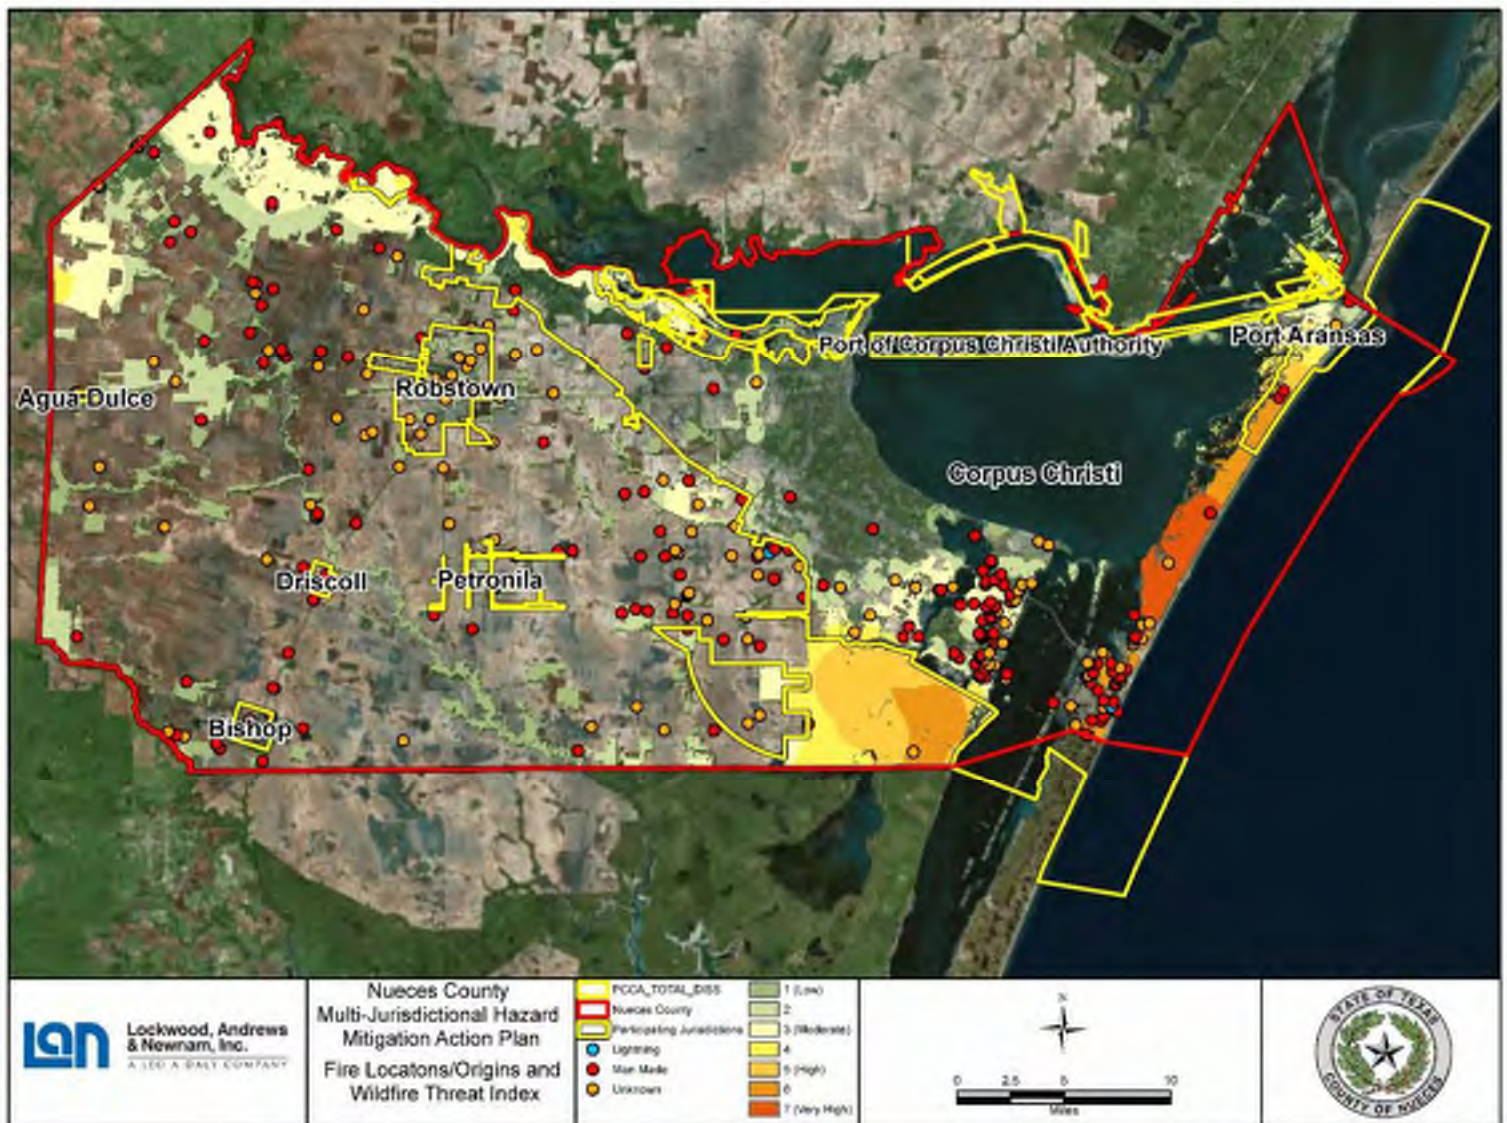 Port of Corpus Christi Authority
Port Aransas
Agua Dulce
Robstown
Corpus Christi
Driscoll
Petronila
Bishop
LAN
Lockwood, Andrews
& Newnam, Inc.
A LEO A DALY COMPANY
Nueces County
Multi-Jurisdictional Hazard
Mitigation Action Plan
Fire Locatons/Origins and
Wildfire Threat Index
PCCA_TOTAL_DISS
Nueces County
Participating Jurisdictions
Lightning
Man Made
Unknown
1 (Low)
2
3 (Moderate)
4
5 (High)
6
7 (Very High)
N
0 2.5 5 10
Miles
STATE OF TEXAS
COUNTY OF NUECES